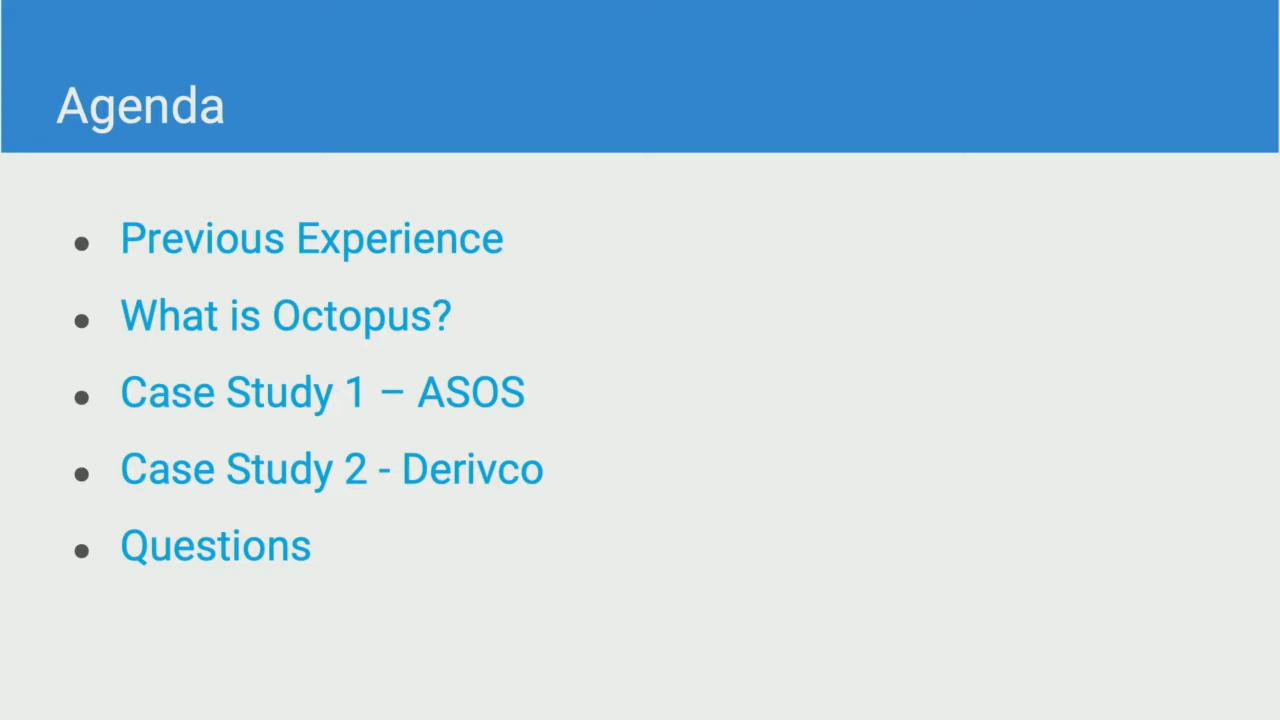 Agenda
• Previous Experience
• What is Octopus?
• Case Study 1 – ASOS
• Case Study 2 - Derivco
• Questions